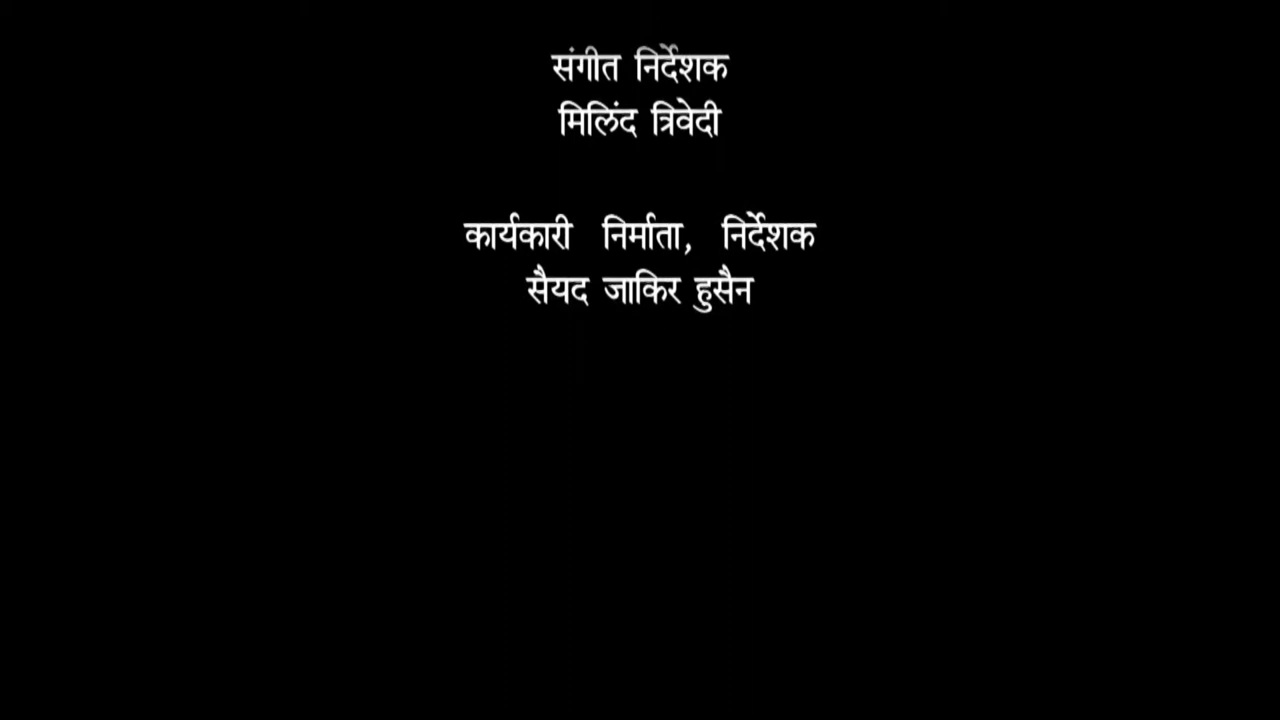 संगीत निर्देशक
मिलिंद त्रिवेदी
कार्यकारी निर्माता, निर्देशक
सैयद जाकिर हुसैन